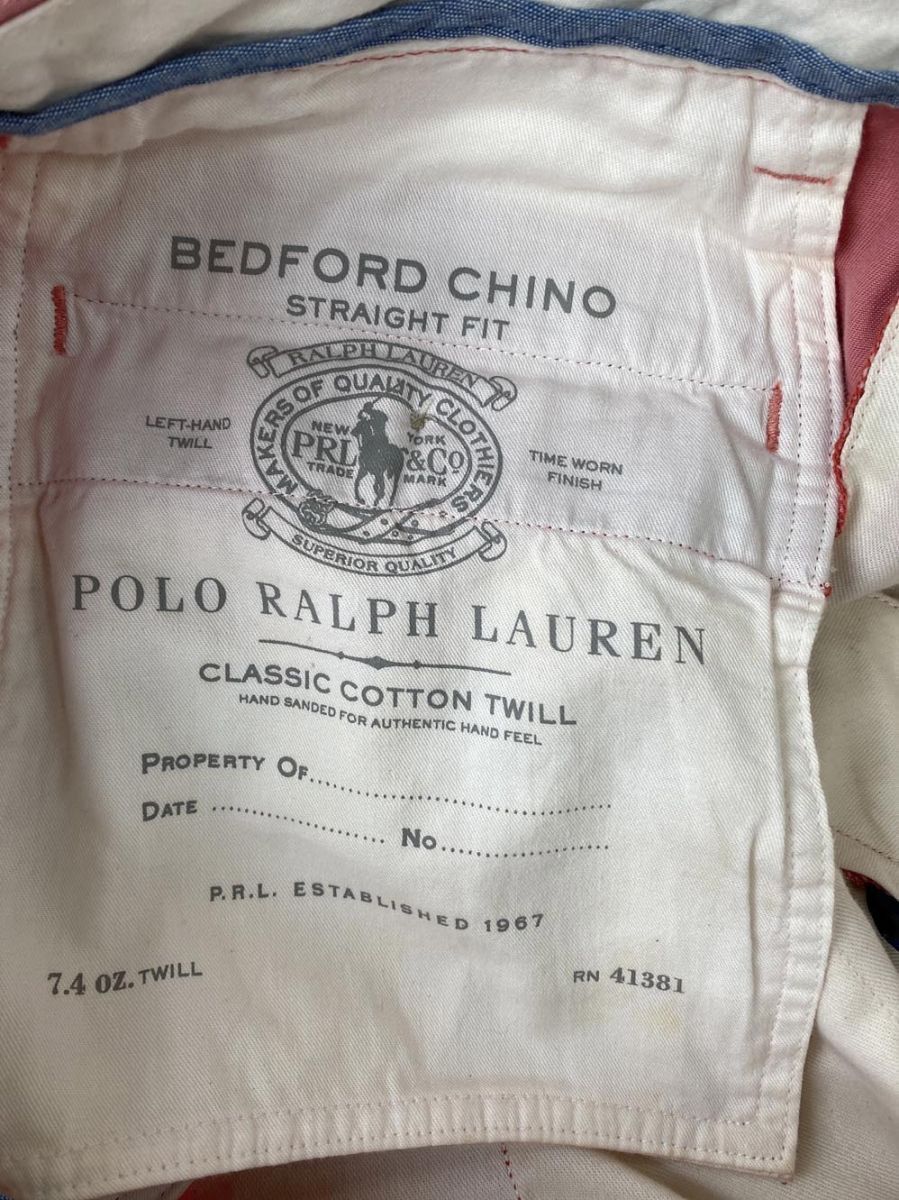 BEDFORD CHINO
STRAIGHT FIT
RALPH LAUREN
MAKERS OF QUALITY CLOTHIERS
LEFT-HAND
TWILL
NEW YORK
PRL &Co
TRADE MARK
TIME WORN
FINISH
SUPERIOR QUALITY
POLO RALPH LAUREN
CLASSIC COTTON TWILL
HAND SANDED FOR AUTHENTIC HAND FEEL
PROPERTY OF..............................
DATE .................. No..................
P.R.L. ESTABLISHED 1967
7.4 OZ. TWILL
RN 41381